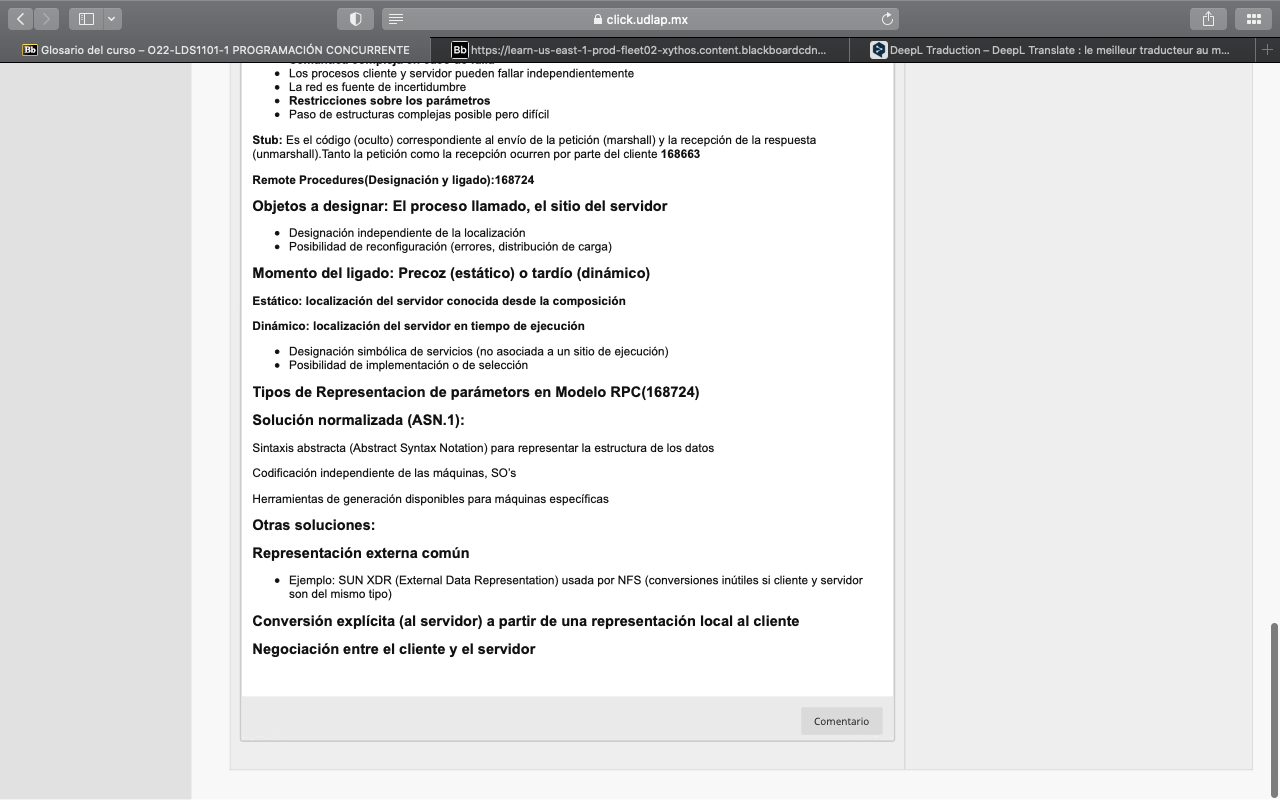 click.udlap.mx
Bb Glosario del curso – O22-LDS1101-1 PROGRAMACIÓN CONCURRENTE
Bb https://learn-us-east-1-prod-fleet02-xythos.content.blackboardcdn...
DeepL Traduction – DeepL Translate : le meilleur traducteur au m...
Los procesos cliente y servidor pueden fallar independientemente
La red es fuente de incertidumbre
Restricciones sobre los parámetros
Paso de estructuras complejas posible pero difícil
Stub: Es el código (oculto) correspondiente al envío de la petición (marshall) y la recepción de la respuesta
(unmarshall).Tanto la petición como la recepción ocurren por parte del cliente 168663
Remote Procedures(Designación y ligado):168724
Objetos a designar: El proceso llamado, el sitio del servidor
Designación independiente de la localización
Posibilidad de reconfiguración (errores, distribución de carga)
Momento del ligado: Precoz (estático) o tardío (dinámico)
Estático: localización del servidor conocida desde la composición
Dinámico: localización del servidor en tiempo de ejecución
Designación simbólica de servicios (no asociada a un sitio de ejecución)
Posibilidad de implementación o de selección
Tipos de Representacion de parámetors en Modelo RPC(168724)
Solución normalizada (ASN.1):
Sintaxis abstracta (Abstract Syntax Notation) para representar la estructura de los datos
Codificación independiente de las máquinas, SO's
Herramientas de generación disponibles para máquinas específicas
Otras soluciones:
Representación externa común
Ejemplo: SUN XDR (External Data Representation) usada por NFS (conversiones inútiles si cliente y servidor
son del mismo tipo)
Conversión explícita (al servidor) a partir de una representación local al cliente
Negociación entre el cliente y el servidor
Comentario